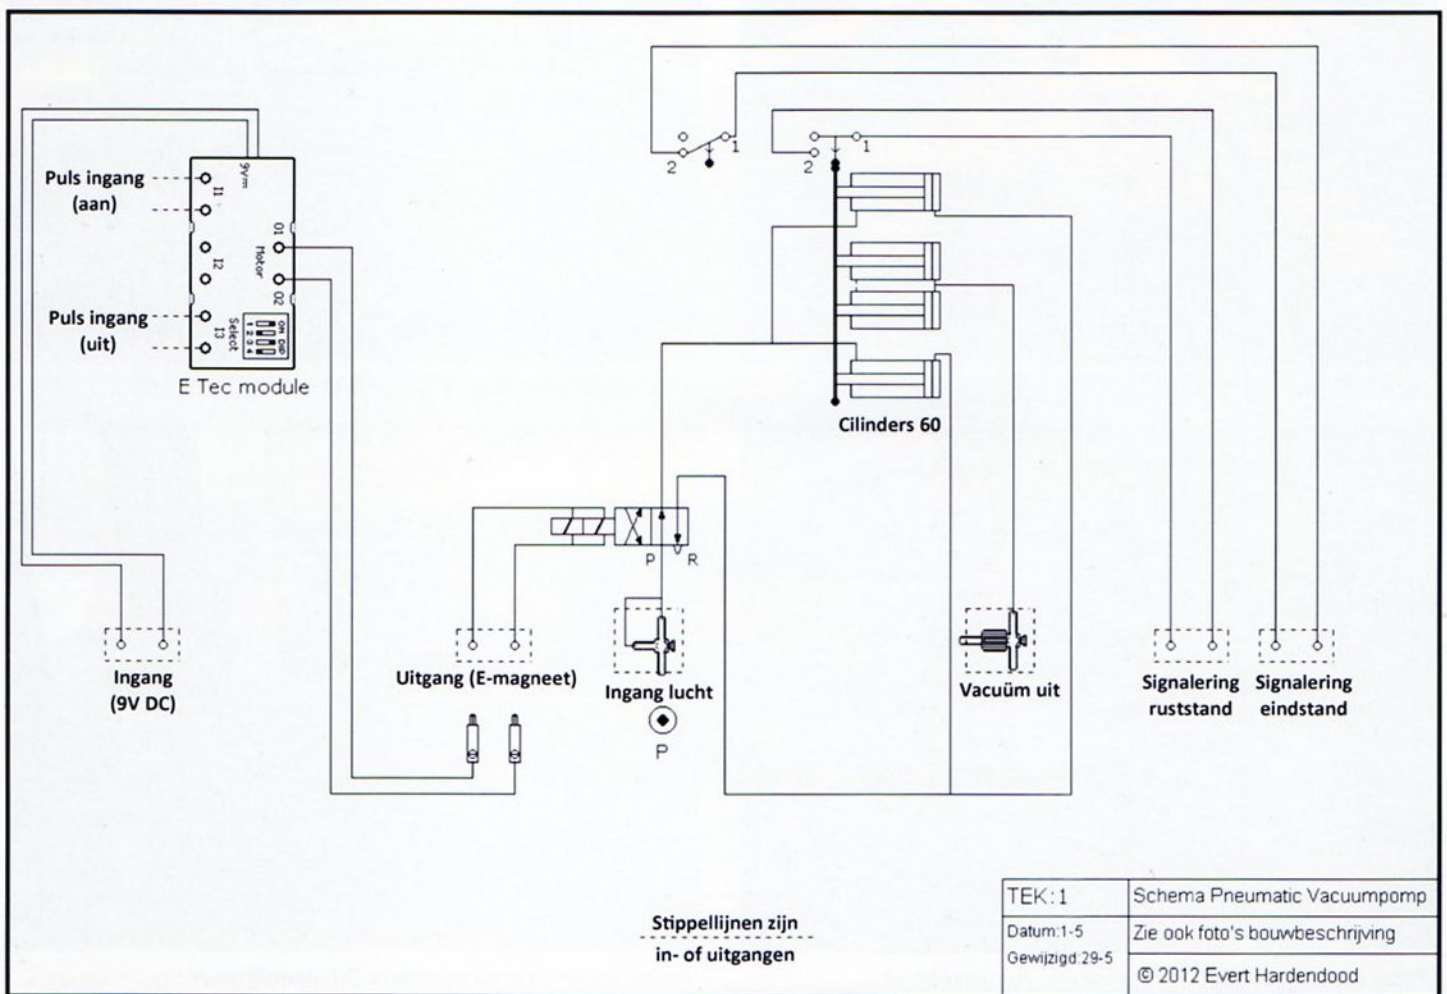 Puls ingang
(aan)
Puls ingang
(uit)
9v/m
I1
I2
I3
O1
Motor
O2
Select
ON DIP
1 2 3 4
E Tec module
1
2
1
2
Cilinders 60
P R
Ingang
(9V DC)
Uitgang (E-magneet)
Ingang lucht
P
Vacuüm uit
Signalering
ruststand
Signalering
eindstand
Stippellijnen zijn
in- of uitgangen
TEK:1
Schema Pneumatic Vacuumpomp
Datum:1-5
Gewijzigd:29-5
Zie ook foto's bouwbeschrijving
© 2012 Evert Hardendood